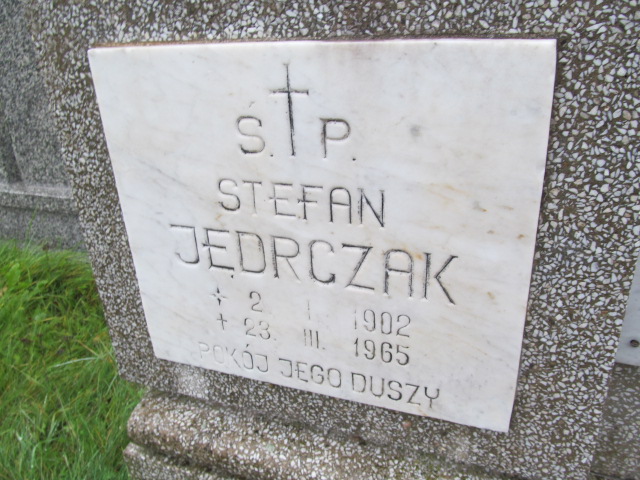 Ś. P.
STEFAN
JĘDRCZAK
* 2 I 1902
+ 23. III. 1965
POKÓJ JEGO DUSZY